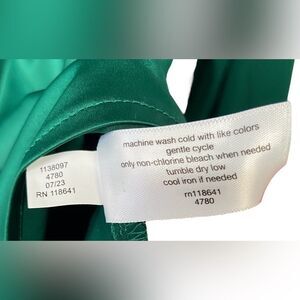 1138097
4780
07/23
RN 118641
machine wash cold with like colors
gentle cycle
only non-chlorine bleach when needed
tumble dry low
cool iron if needed
rn118641
4780